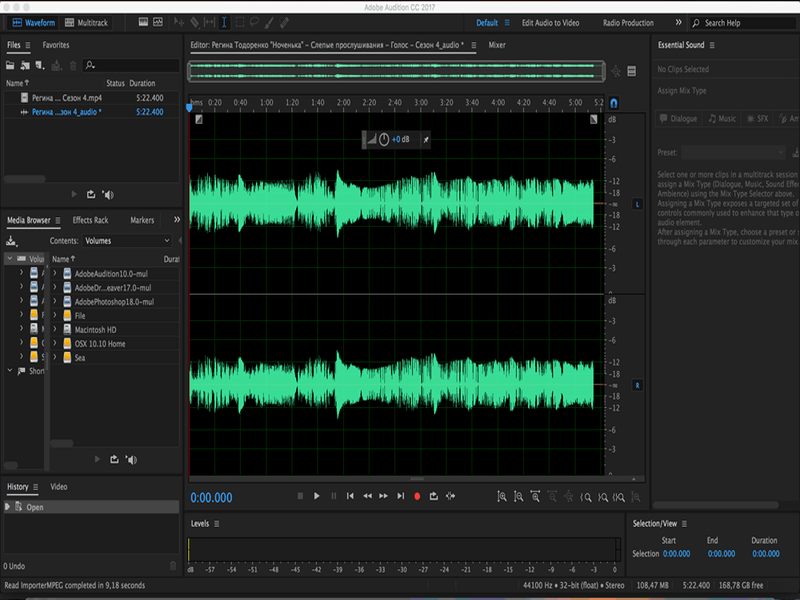 Adobe Audition CC 2017
Waveform Multitrack Default Edit Audio to Video Radio Production » Search Help
Files Favorites
Name Status Duration
Регина ... Сезон 4.mp4 5:22.400
Регина ...зон 4_audio * 5:22.400
Media Browser Effects Rack Markers »
Contents: Volumes
Volu Name Durat
AdobeAudition10.0-mul
AdobeDr...eaver17.0-mul
AdobePhotoshop18.0-mul
File
Macintosh HD
OSX 10.10 Home
Sea
Short
History Video
Open
0 Undo
Read ImporterMPEG completed in 9,18 seconds
Editor: Регина Тодоренко "Ноченька" – Слепые прослушивания – Голос – Сезон 4_audio * Mixer
hms 0:20 0:40 1:00 1:20 1:40 2:00 2:20 2:40 3:00 3:20 3:40 4:00 4:20 4:40 5:00 5:2
+0 dB
dB
-3
-6
-12
-18
-∞
-18
-12
-6
-3
L
dB
-3
-6
-12
-18
-∞
-18
-12
-6
-3
R
0:00.000
Levels
dB -57 -54 -51 -48 -45 -42 -39 -36 -33 -30 -27 -24 -21 -18 -15 -12 -9 -6 -3 0
Essential Sound
No Clips Selected
Assign Mix Type
Dialogue Music SFX Am
Preset:
Select one or more clips in a multitrack session
assign a Mix Type (Dialogue, Music, Sound Effe
Ambience) using the Mix Type Selector above.
Assigning a Mix Type exposes a targeted set of
controls commonly used to enhance that type o
audio element.
After assigning a Mix Type, choose a preset or
through each parameter to customize your mix.
Selection/View
Start End Duration
Selection 0:00.000 0:00.000 0:00.000
44100 Hz • 32-bit (float) • Stereo 108,47 MB 5:22.400 168,78 GB free